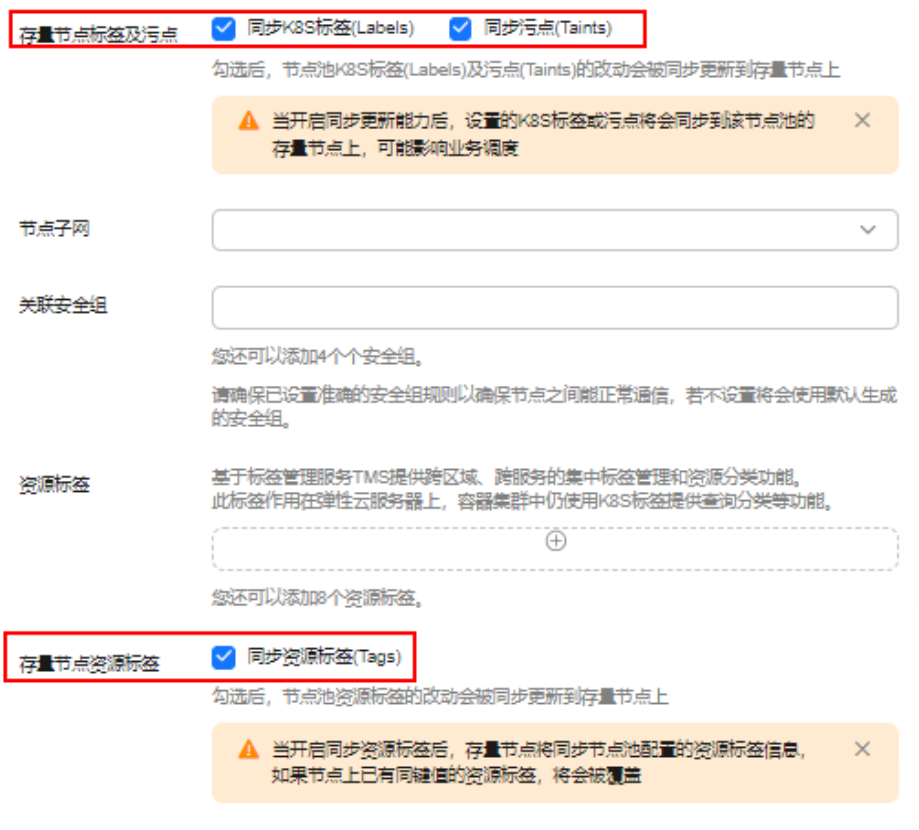 存量节点标签及污点 同步K8S标签(Labels) 同步污点(Taints)
勾选后，节点池K8S标签(Labels)及污点(Taints)的改动会被同步更新到存量节点上
当开启同步更新能力后，设置的K8S标签或污点将会同步到该节点池的
存量节点上，可能影响业务调度
节点子网
关联安全组
您还可以添加4个个安全组。
请确保已设置准确的安全组规则以确保节点之间能正常通信，若不设置将会使用默认生成
的安全组。
资源标签
基于标签管理服务TMS提供跨区域、跨服务的集中标签管理和资源分类功能。
此标签作用在弹性云服务器上，容器集群中仍使用K8S标签提供查询分类等功能。
您还可以添加8个资源标签。
存量节点资源标签 同步资源标签(Tags)
勾选后，节点池资源标签的改动会被同步更新到存量节点上
当开启同步资源标签后，存量节点将同步节点池配置的资源标签信息，
如果节点上已有同键值的资源标签，将会被覆盖